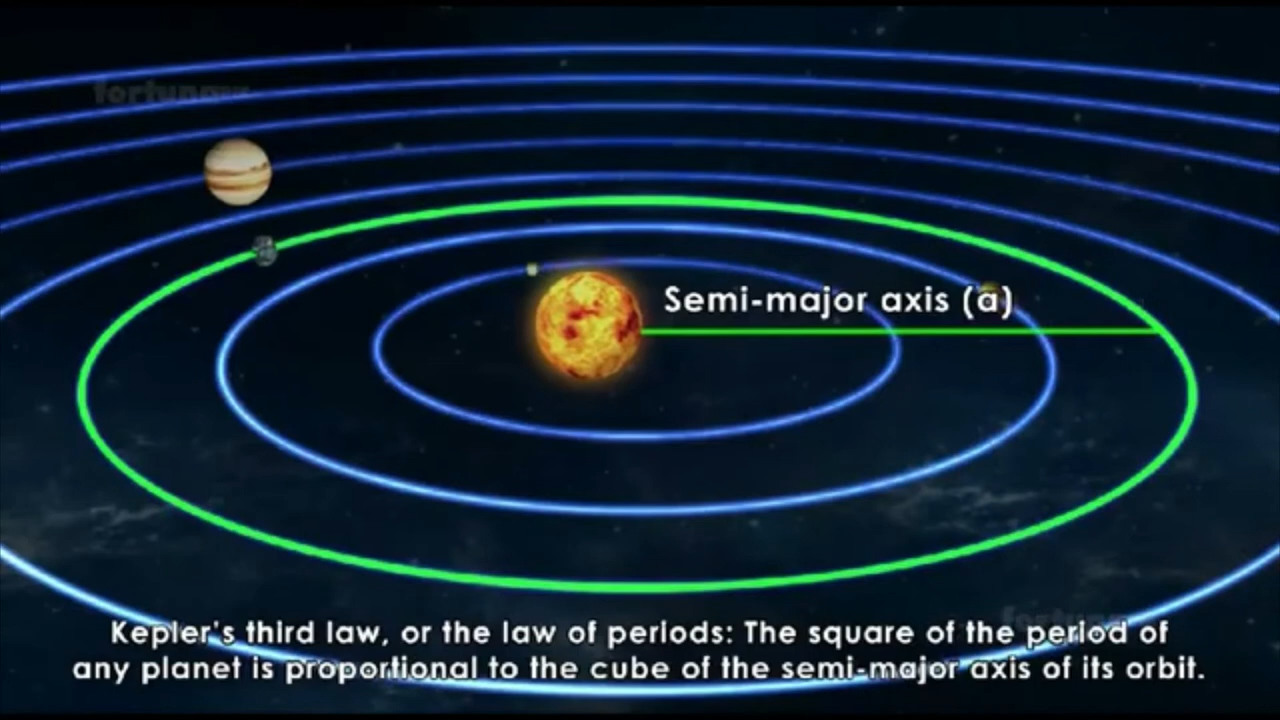 Semi-major axis (a)
Kepler's third law, or the law of periods: The square of the period of
any planet is proportional to the cube of the semi-major axis of its orbit.